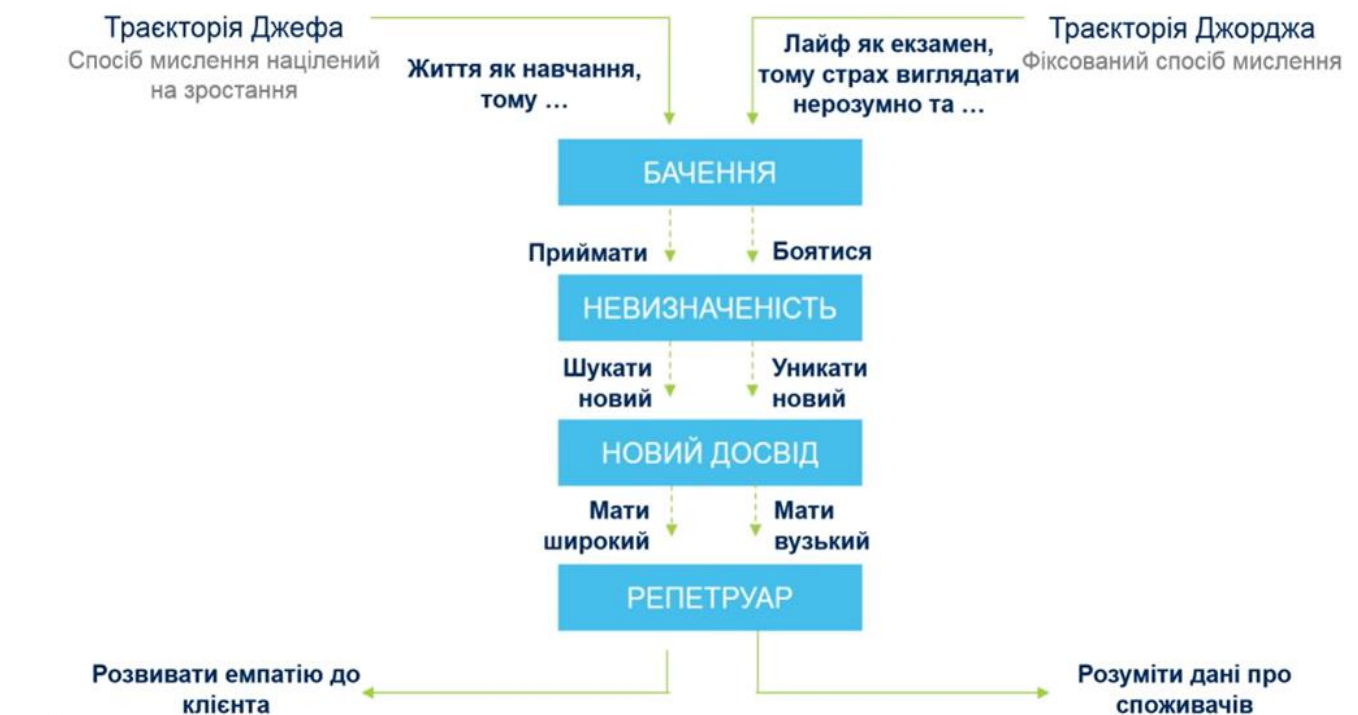 Траєкторія Джефа
Спосіб мислення націлений
на зростання
Життя як навчання,
тому …
Лайф як екзамен,
тому страх виглядати
нерозумно та …
Траєкторія Джорджа
Фіксований спосіб мислення
БАЧЕННЯ
Приймати
Боятися
НЕВИЗНАЧЕНІСТЬ
Шукати
новий
Уникати
новий
НОВИЙ ДОСВІД
Мати
широкий
Мати
вузький
РЕПЕТРУАР
Розвивати емпатію до
клієнта
Розуміти дані про
споживачів